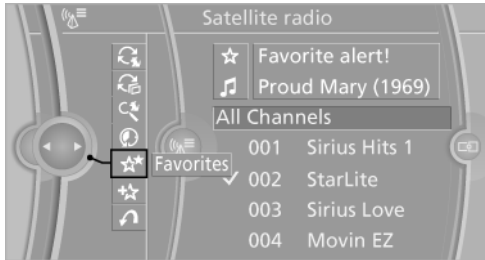 Satellite radio
Favorite alert!
Proud Mary (1969)
All Channels
001 Sirius Hits 1
Favorites
002 StarLite
003 Sirius Love
004 Movin EZ